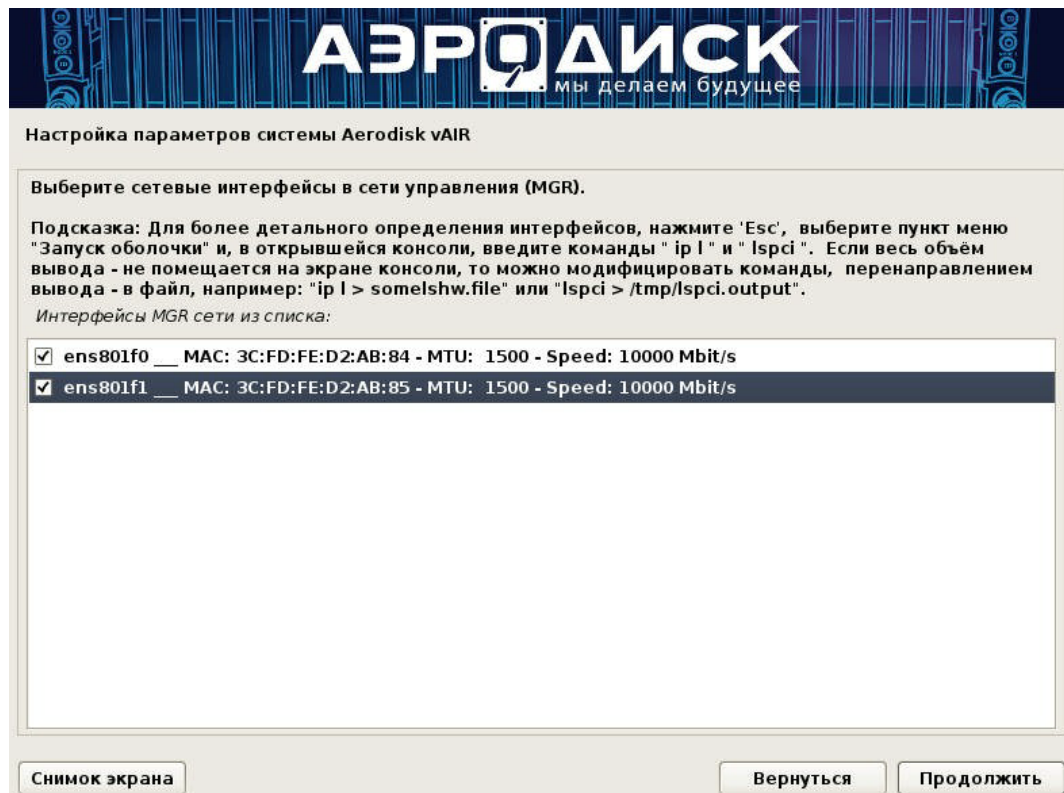 АЭРОДИСК
мы делаем будущее
Настройка параметров системы Aerodisk vAIR
Выберите сетевые интерфейсы в сети управления (MGR).
Подсказка: Для более детального определения интерфейсов, нажмите 'Esc',  выберите пункт меню
"Запуск оболочки" и, в открывшейся консоли, введите команды " ip l " и " lspci ".  Если весь объём
вывода - не помещается на экране консоли, то можно модифицировать команды,  перенаправлением
вывода - в файл, например: "ip l > somelshw.file" или "lspci > /tmp/lspci.output".
Интерфейсы MGR сети из списка:
ens801f0 __ MAC: 3C:FD:FE:D2:AB:84 - MTU:  1500 - Speed: 10000 Mbit/s
ens801f1 __ MAC: 3C:FD:FE:D2:AB:85 - MTU:  1500 - Speed: 10000 Mbit/s
Снимок экрана
Вернуться
Продолжить